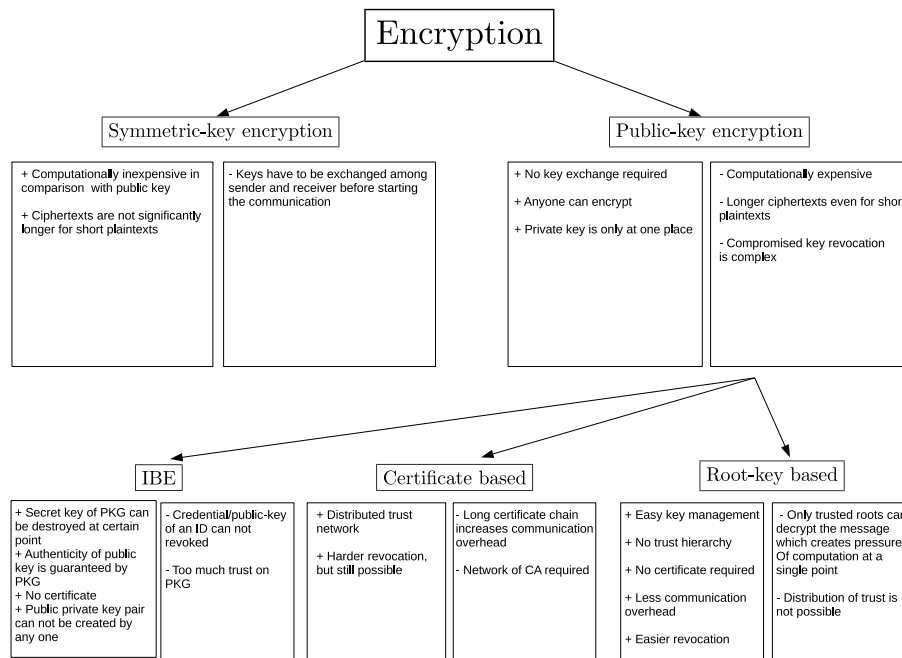 Encryption
Symmetric-key encryption
Public-key encryption
+ Computationally inexpensive in
comparison with public key
+ Ciphertexts are not significantly
longer for short plaintexts
- Keys have to be exchanged among
sender and receiver before starting
the communication
+ No key exchange required
+ Anyone can encrypt
+ Private key is only at one place
- Computationally expensive
- Longer ciphertexts even for short
plaintexts
- Compromised key revocation
is complex
IBE
Certificate based
Root-key based
+ Secret key of PKG can
be destroyed at certain
point
+ Authenticity of public
key is guaranteed by
PKG
+ No certificate
+ Public private key pair
can not be created by
any one
- Credential/public-key
of an ID can not
revoked
- Too much trust on
PKG
+ Distributed trust
network
+ Harder revocation,
but still possible
- Long certificate chain
increases communication
overhead
- Network of CA required
+ Easy key management
+ No trust hierarchy
+ No certificate required
+ Less communication
overhead
+ Easier revocation
- Only trusted roots can
decrypt the message
which creates pressure
Of computation at a
single point
- Distribution of trust is
not possible